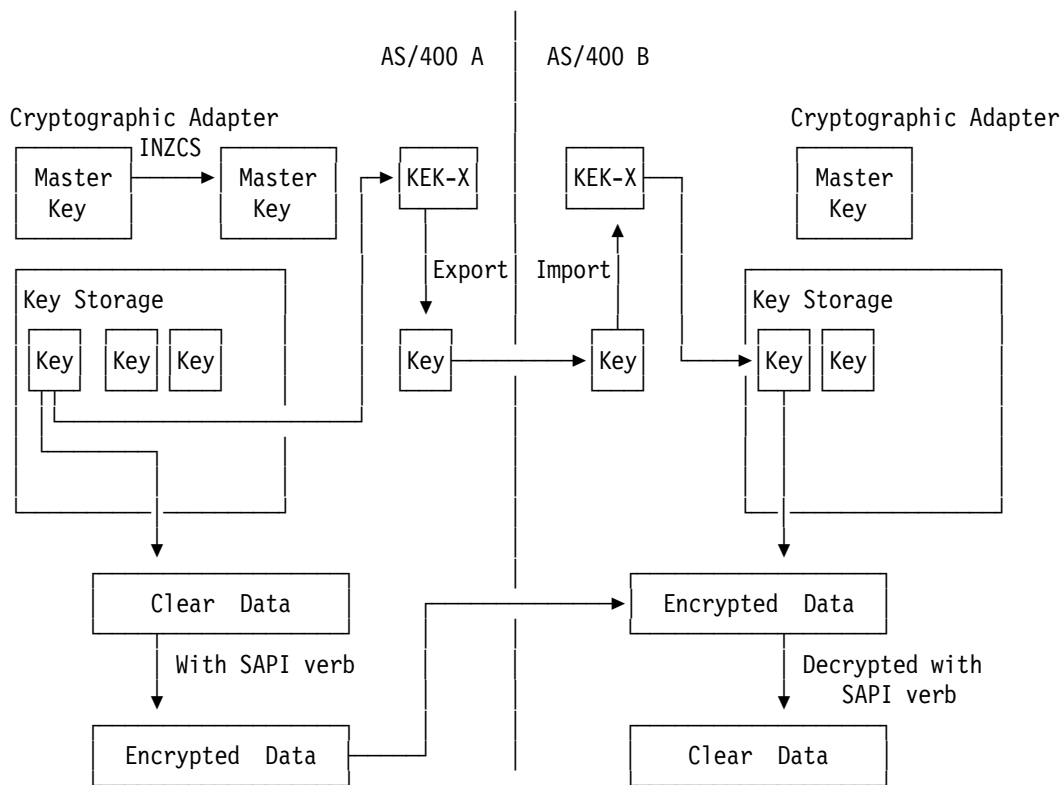 AS/400 A
AS/400 B
Cryptographic Adapter
Cryptographic Adapter
INZCS
Master
Key
Master
Key
KEK-X
KEK-X
Master
Key
Export
Import
Key Storage
Key Storage
Key
Key
Key
Key
Key
Key
Key
Clear Data
Encrypted Data
With SAPI verb
Decrypted with
SAPI verb
Encrypted Data
Clear Data